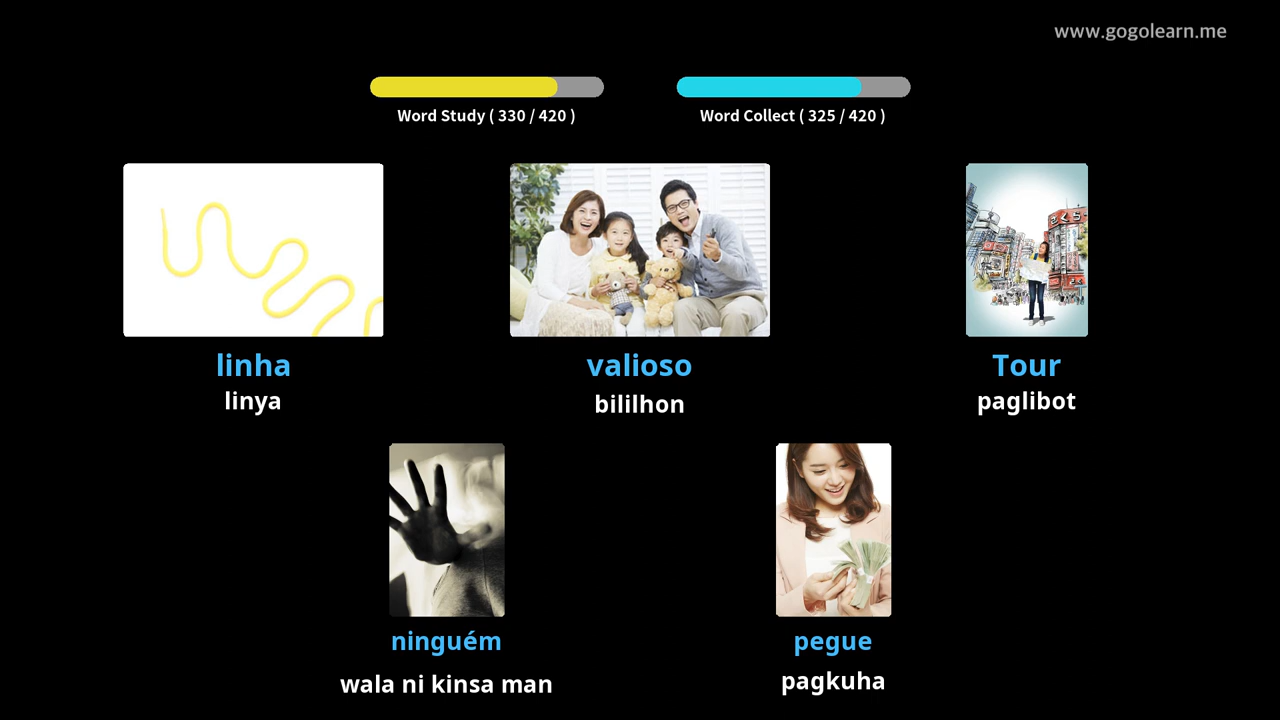 www.gogolearn.me
Word Study ( 330 / 420 )
Word Collect ( 325 / 420 )
linha
linya
valioso
bililhon
Tour
paglibot
ninguém
wala ni kinsa man
pegue
pagkuha